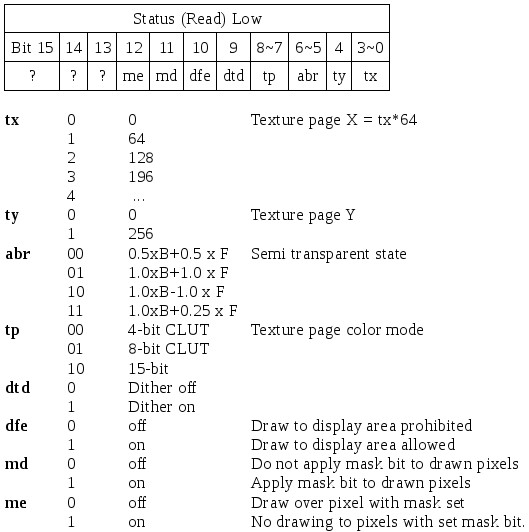 Status (Read) Low
Bit 15 14 13 12 11 10 9 8~7 6~5 4 3~0
? ? ? me md dfe dtd tp abr ty tx
tx 0 0 Texture page X = tx*64
1 64
2 128
3 196
4 ...
ty 0 0 Texture page Y
1 256
abr 00 0.5xB+0.5 x F Semi transparent state
01 1.0xB+1.0 x F
10 1.0xB-1.0 x F
11 1.0xB+0.25 x F
tp 00 4-bit CLUT Texture page color mode
01 8-bit CLUT
10 15-bit
dtd 0 Dither off
1 Dither on
dfe 0 off Draw to display area prohibited
1 on Draw to display area allowed
md 0 off Do not apply mask bit to drawn pixels
1 on Apply mask bit to drawn pixels
me 0 off Draw over pixel with mask set
1 on No drawing to pixels with set mask bit.